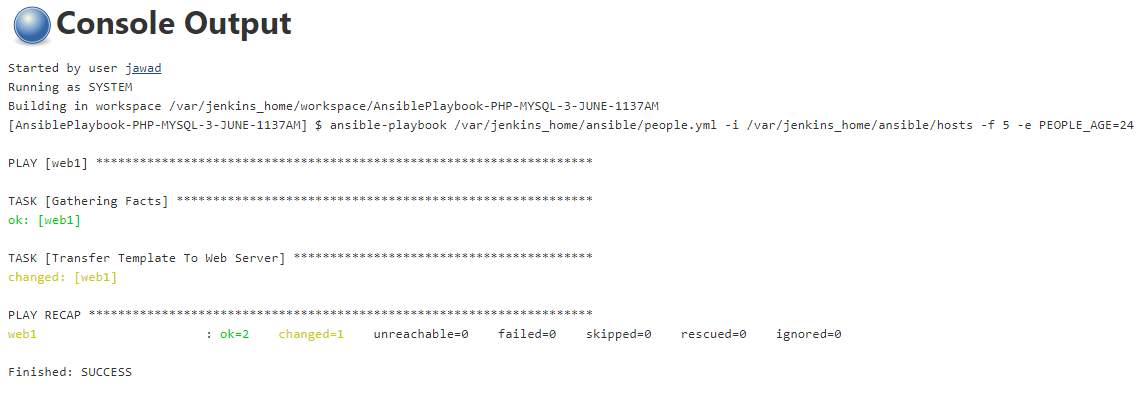 Console Output
Started by user jawad
Running as SYSTEM
Building in workspace /var/jenkins_home/workspace/AnsiblePlaybook-PHP-MYSQL-3-JUNE-1137AM
[AnsiblePlaybook-PHP-MYSQL-3-JUNE-1137AM] $ ansible-playbook /var/jenkins_home/ansible/people.yml -i /var/jenkins_home/ansible/hosts -f 5 -e PEOPLE_AGE=24
PLAY [web1] ********************************************************************
TASK [Gathering Facts] *********************************************************
ok: [web1]
TASK [Transfer Template To Web Server] *****************************************
changed: [web1]
PLAY RECAP *********************************************************************
web1                       : ok=2    changed=1    unreachable=0    failed=0    skipped=0    rescued=0    ignored=0
Finished: SUCCESS